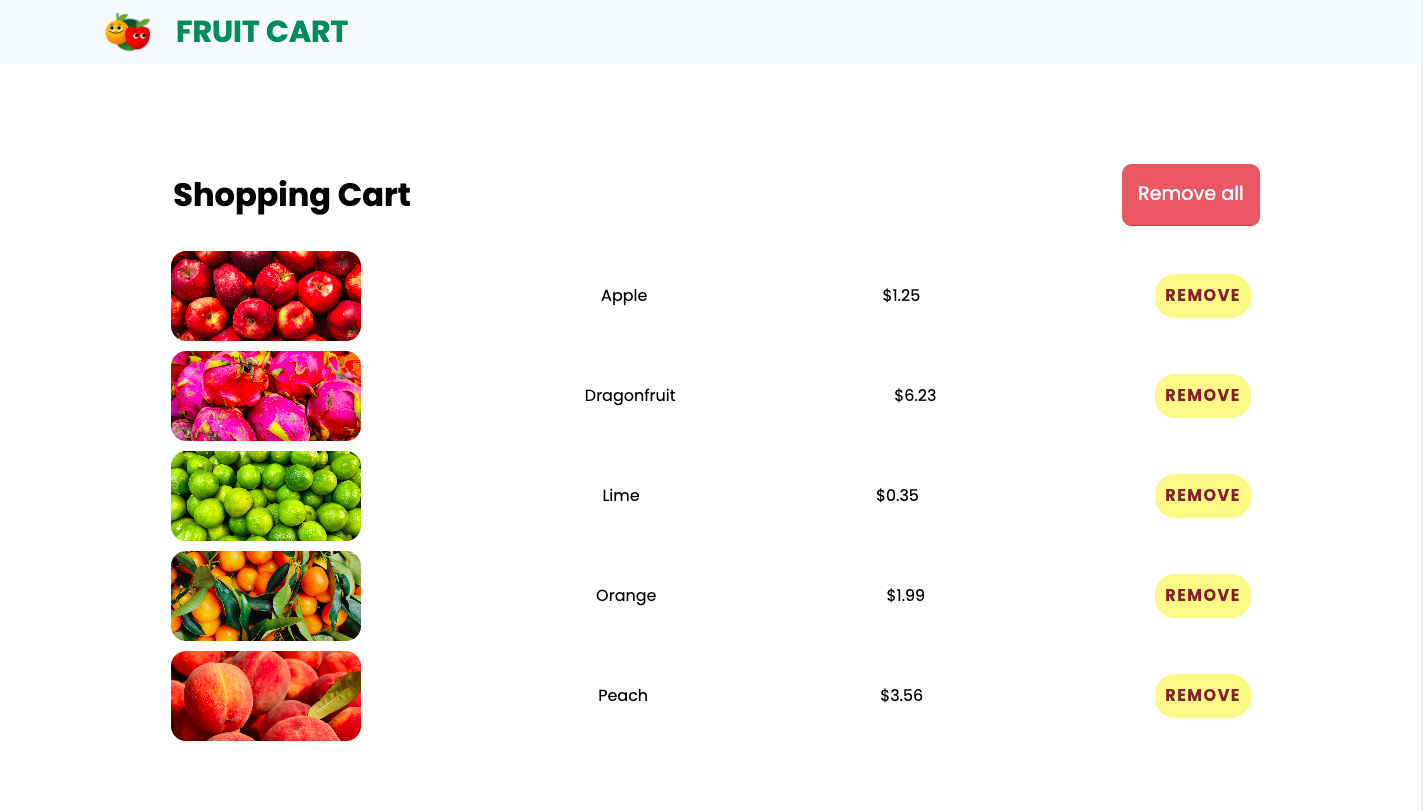 FRUIT CART
Shopping Cart
Remove all
Apple $1.25 REMOVE
Dragonfruit $6.23 REMOVE
Lime $0.35 REMOVE
Orange $1.99 REMOVE
Peach $3.56 REMOVE